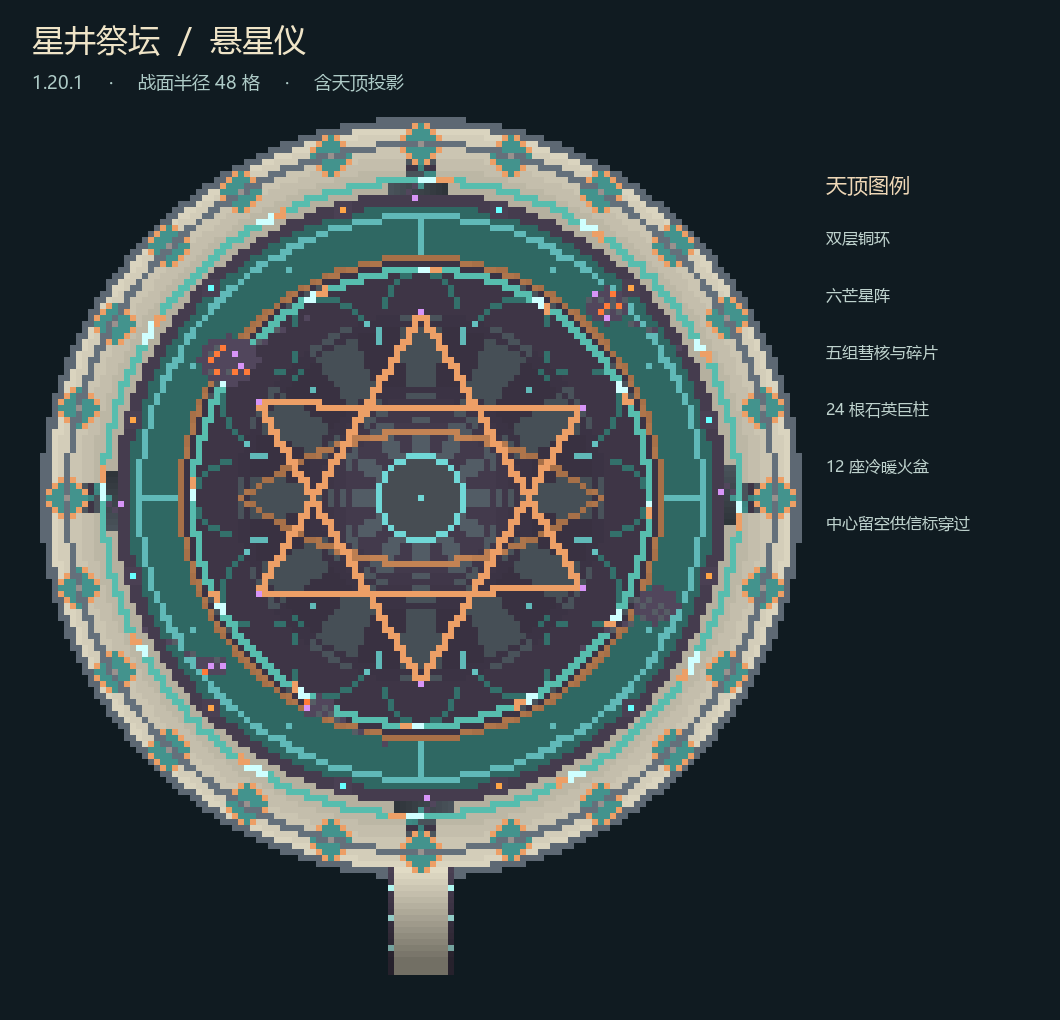 星井祭坛 / 悬星仪
1.20.1 · 战面半径 48 格 · 含天顶投影
天顶图例
双层铜环
六芒星阵
五组彗核与碎片
24 根石英巨柱
12 座冷暖火盆
中心留空供信标穿过